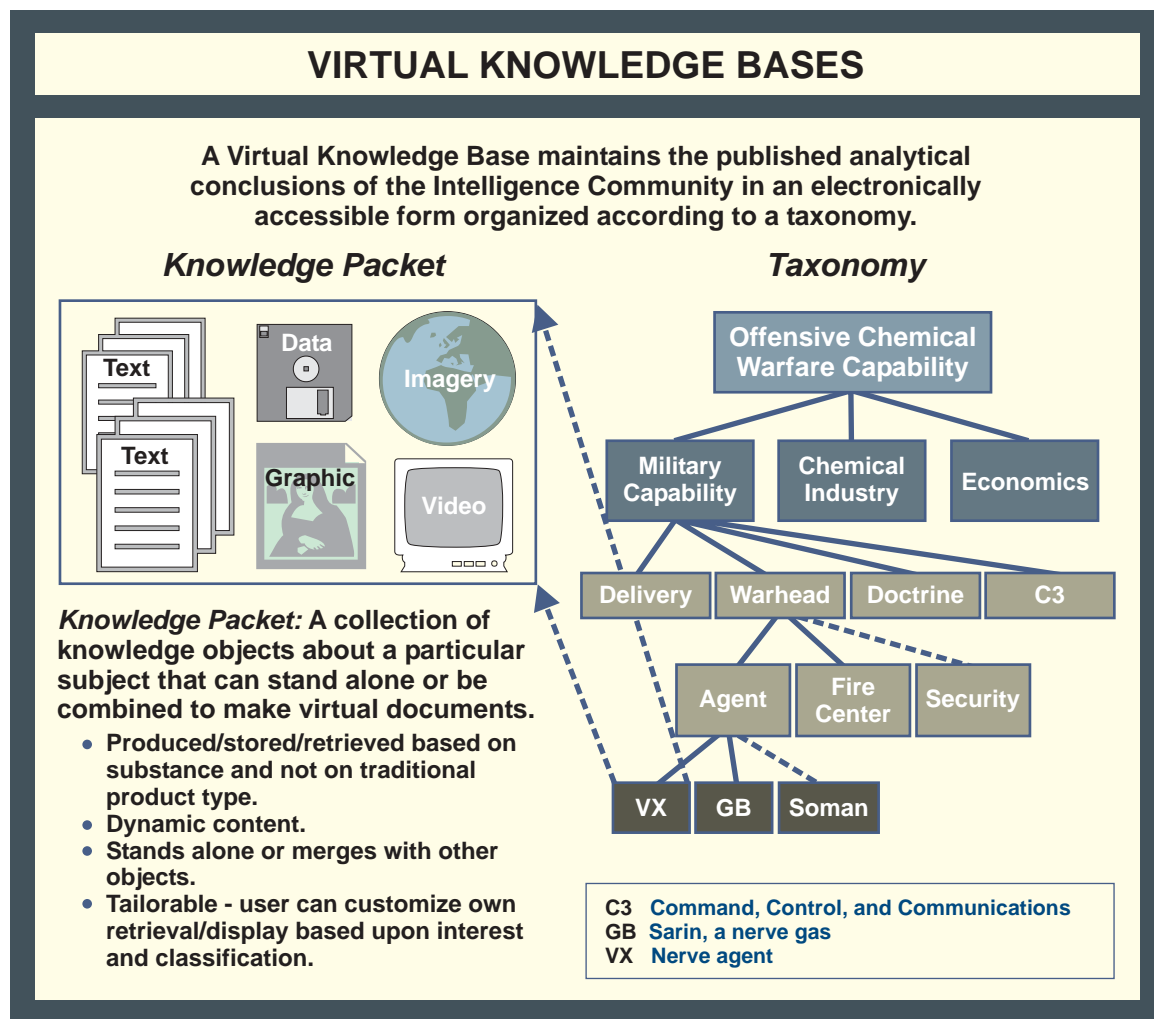 VIRTUAL KNOWLEDGE BASES
A Virtual Knowledge Base maintains the published analytical
conclusions of the Intelligence Community in an electronically
accessible form organized according to a taxonomy.
Knowledge Packet
Text
Text
Data
Imagery
Graphic
Video
Knowledge Packet: A collection of
knowledge objects about a particular
subject that can stand alone or be
combined to make virtual documents.
• Produced/stored/retrieved based on
substance and not on traditional
product type.
• Dynamic content.
• Stands alone or merges with other
objects.
• Tailorable - user can customize own
retrieval/display based upon interest
and classification.
Taxonomy
Offensive Chemical
Warfare Capability
Military
Capability
Chemical
Industry
Economics
Delivery
Warhead
Doctrine
C3
Agent
Fire
Center
Security
VX
GB
Soman
C3 Command, Control, and Communications
GB Sarin, a nerve gas
VX Nerve agent